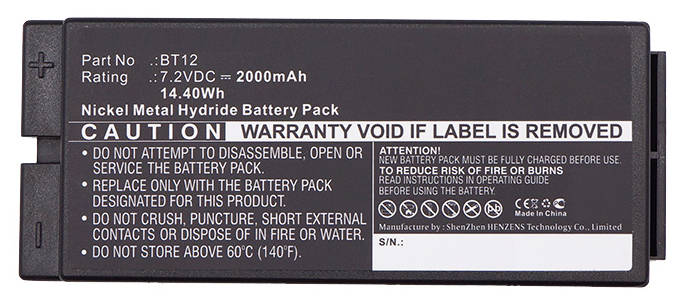 +
Part No .:BT12
Rating .:7.2VDC⎓ 2000mAh
14.40Wh
Nickel Metal Hydride Battery Pack
CAUTION WARRANTY VOID IF LABEL IS REMOVED
• DO NOT ATTEMPT TO DISASSEMBLE, OPEN OR
SERVICE THE BATTERY PACK.
• REPLACE ONLY WITH THE BATTERY PACK
DESIGNATED FOR THIS PRODUCT.
• DO NOT CRUSH, PUNCTURE, SHORT EXTERNAL
CONTACTS OR DISPOSE OF IN FIRE OR WATER.
• DO NOT STORE ABOVE 60°C (140°F).
ATTENTION:
NEW BATTERY PACK MUST BE FULLY CHARGED BEFORE USE.
TO REDUCE RISK OF FIRE OR BURNS
READ INSTRUCTIONS IN OPERATING GUIDE
BEFORE USING THE BATTERY.
CE
Made In China
Manufacture by : ShenZhen HENZENS Technology Co., Limited
S/N.:
-